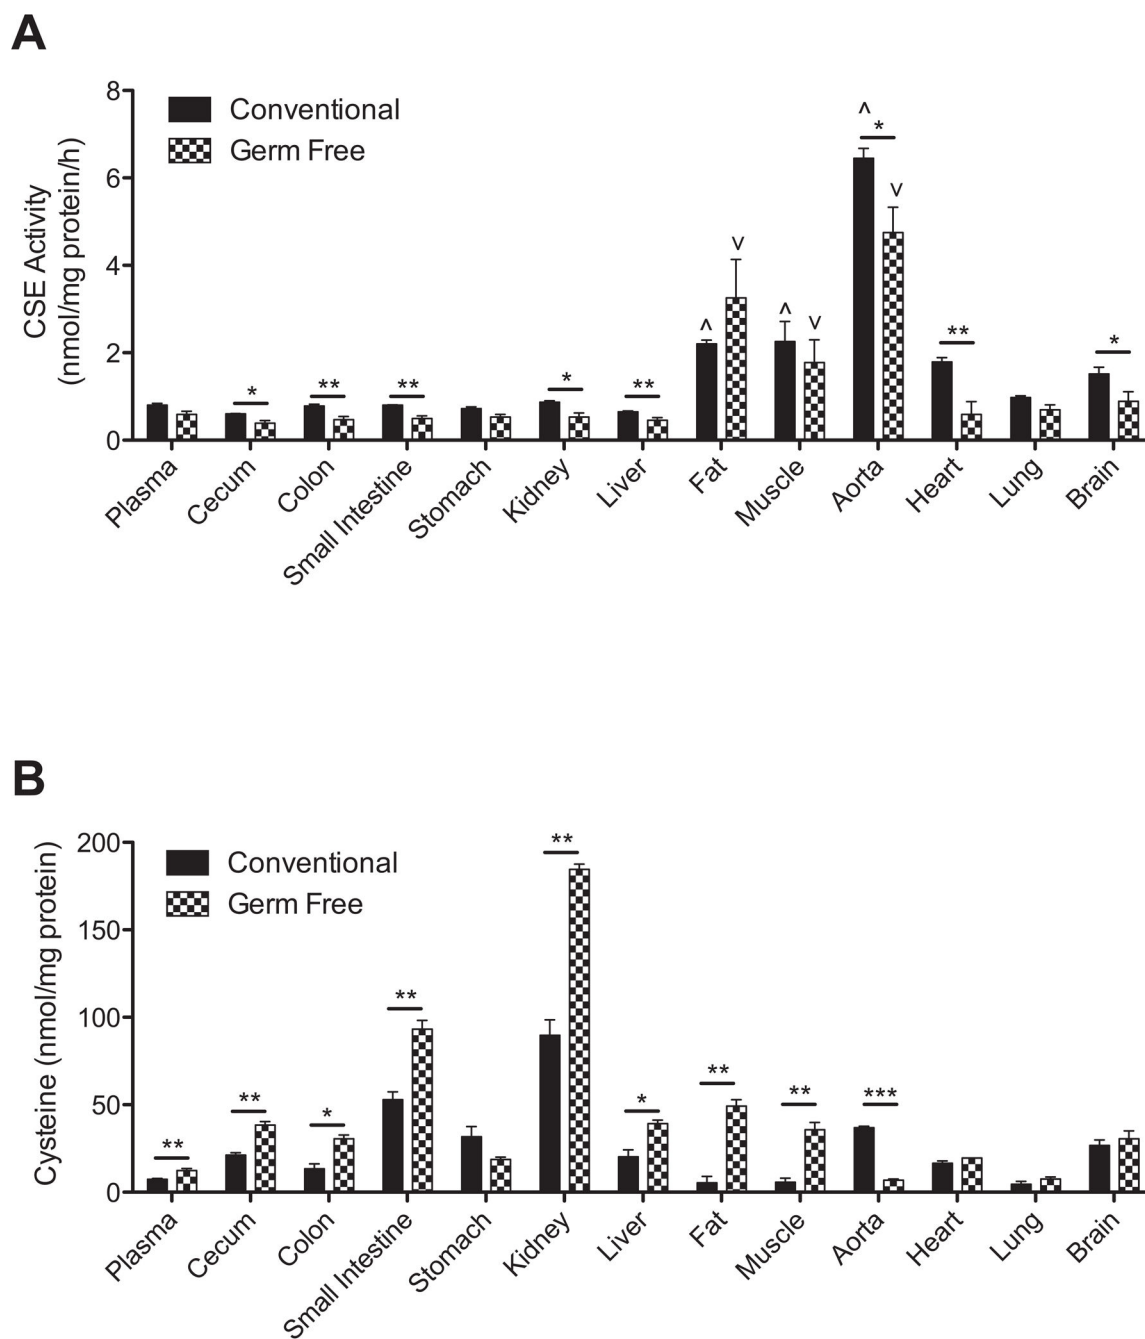 A
8
6
4
2
0
CSE Activity
(nmol/mg protein/h)
Conventional
Germ Free
* ** ** * ** ^ v ^ v ^ * v ** *
Plasma
Cecum
Colon
Small Intestine
Stomach
Kidney
Liver
Fat
Muscle
Aorta
Heart
Lung
Brain
B
200
150
100
50
0
Cysteine (nmol/mg protein)
Conventional
Germ Free
** ** * ** ** * ** ** ***
Plasma
Cecum
Colon
Small Intestine
Stomach
Kidney
Liver
Fat
Muscle
Aorta
Heart
Lung
Brain